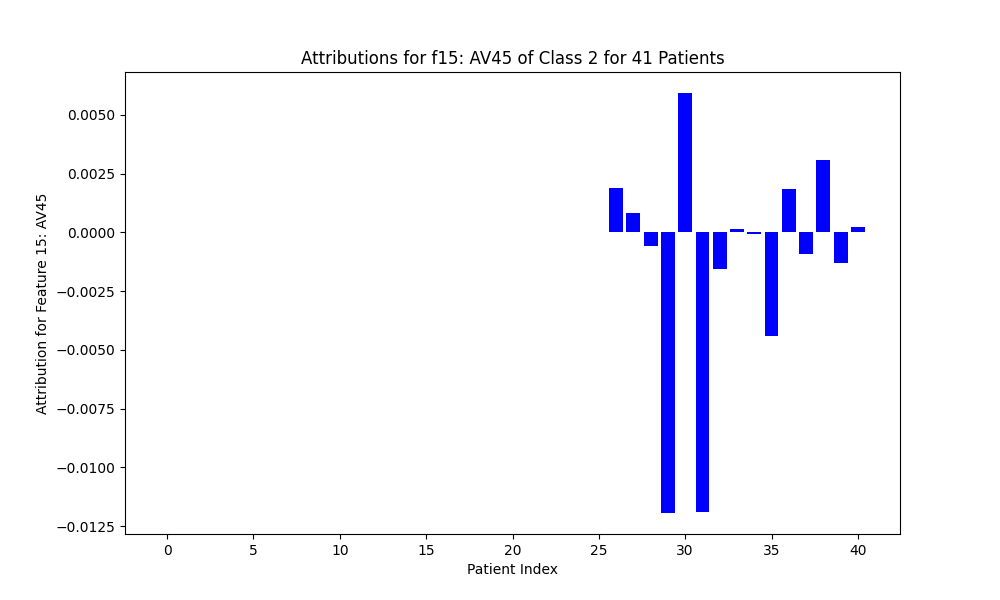 Attributions for f15: AV45 of Class 2 for 41 Patients
Attribution for Feature 15: AV45
0.0050
0.0025
0.0000
−0.0025
−0.0050
−0.0075
−0.0100
−0.0125
0 5 10 15 20 25 30 35 40
Patient Index